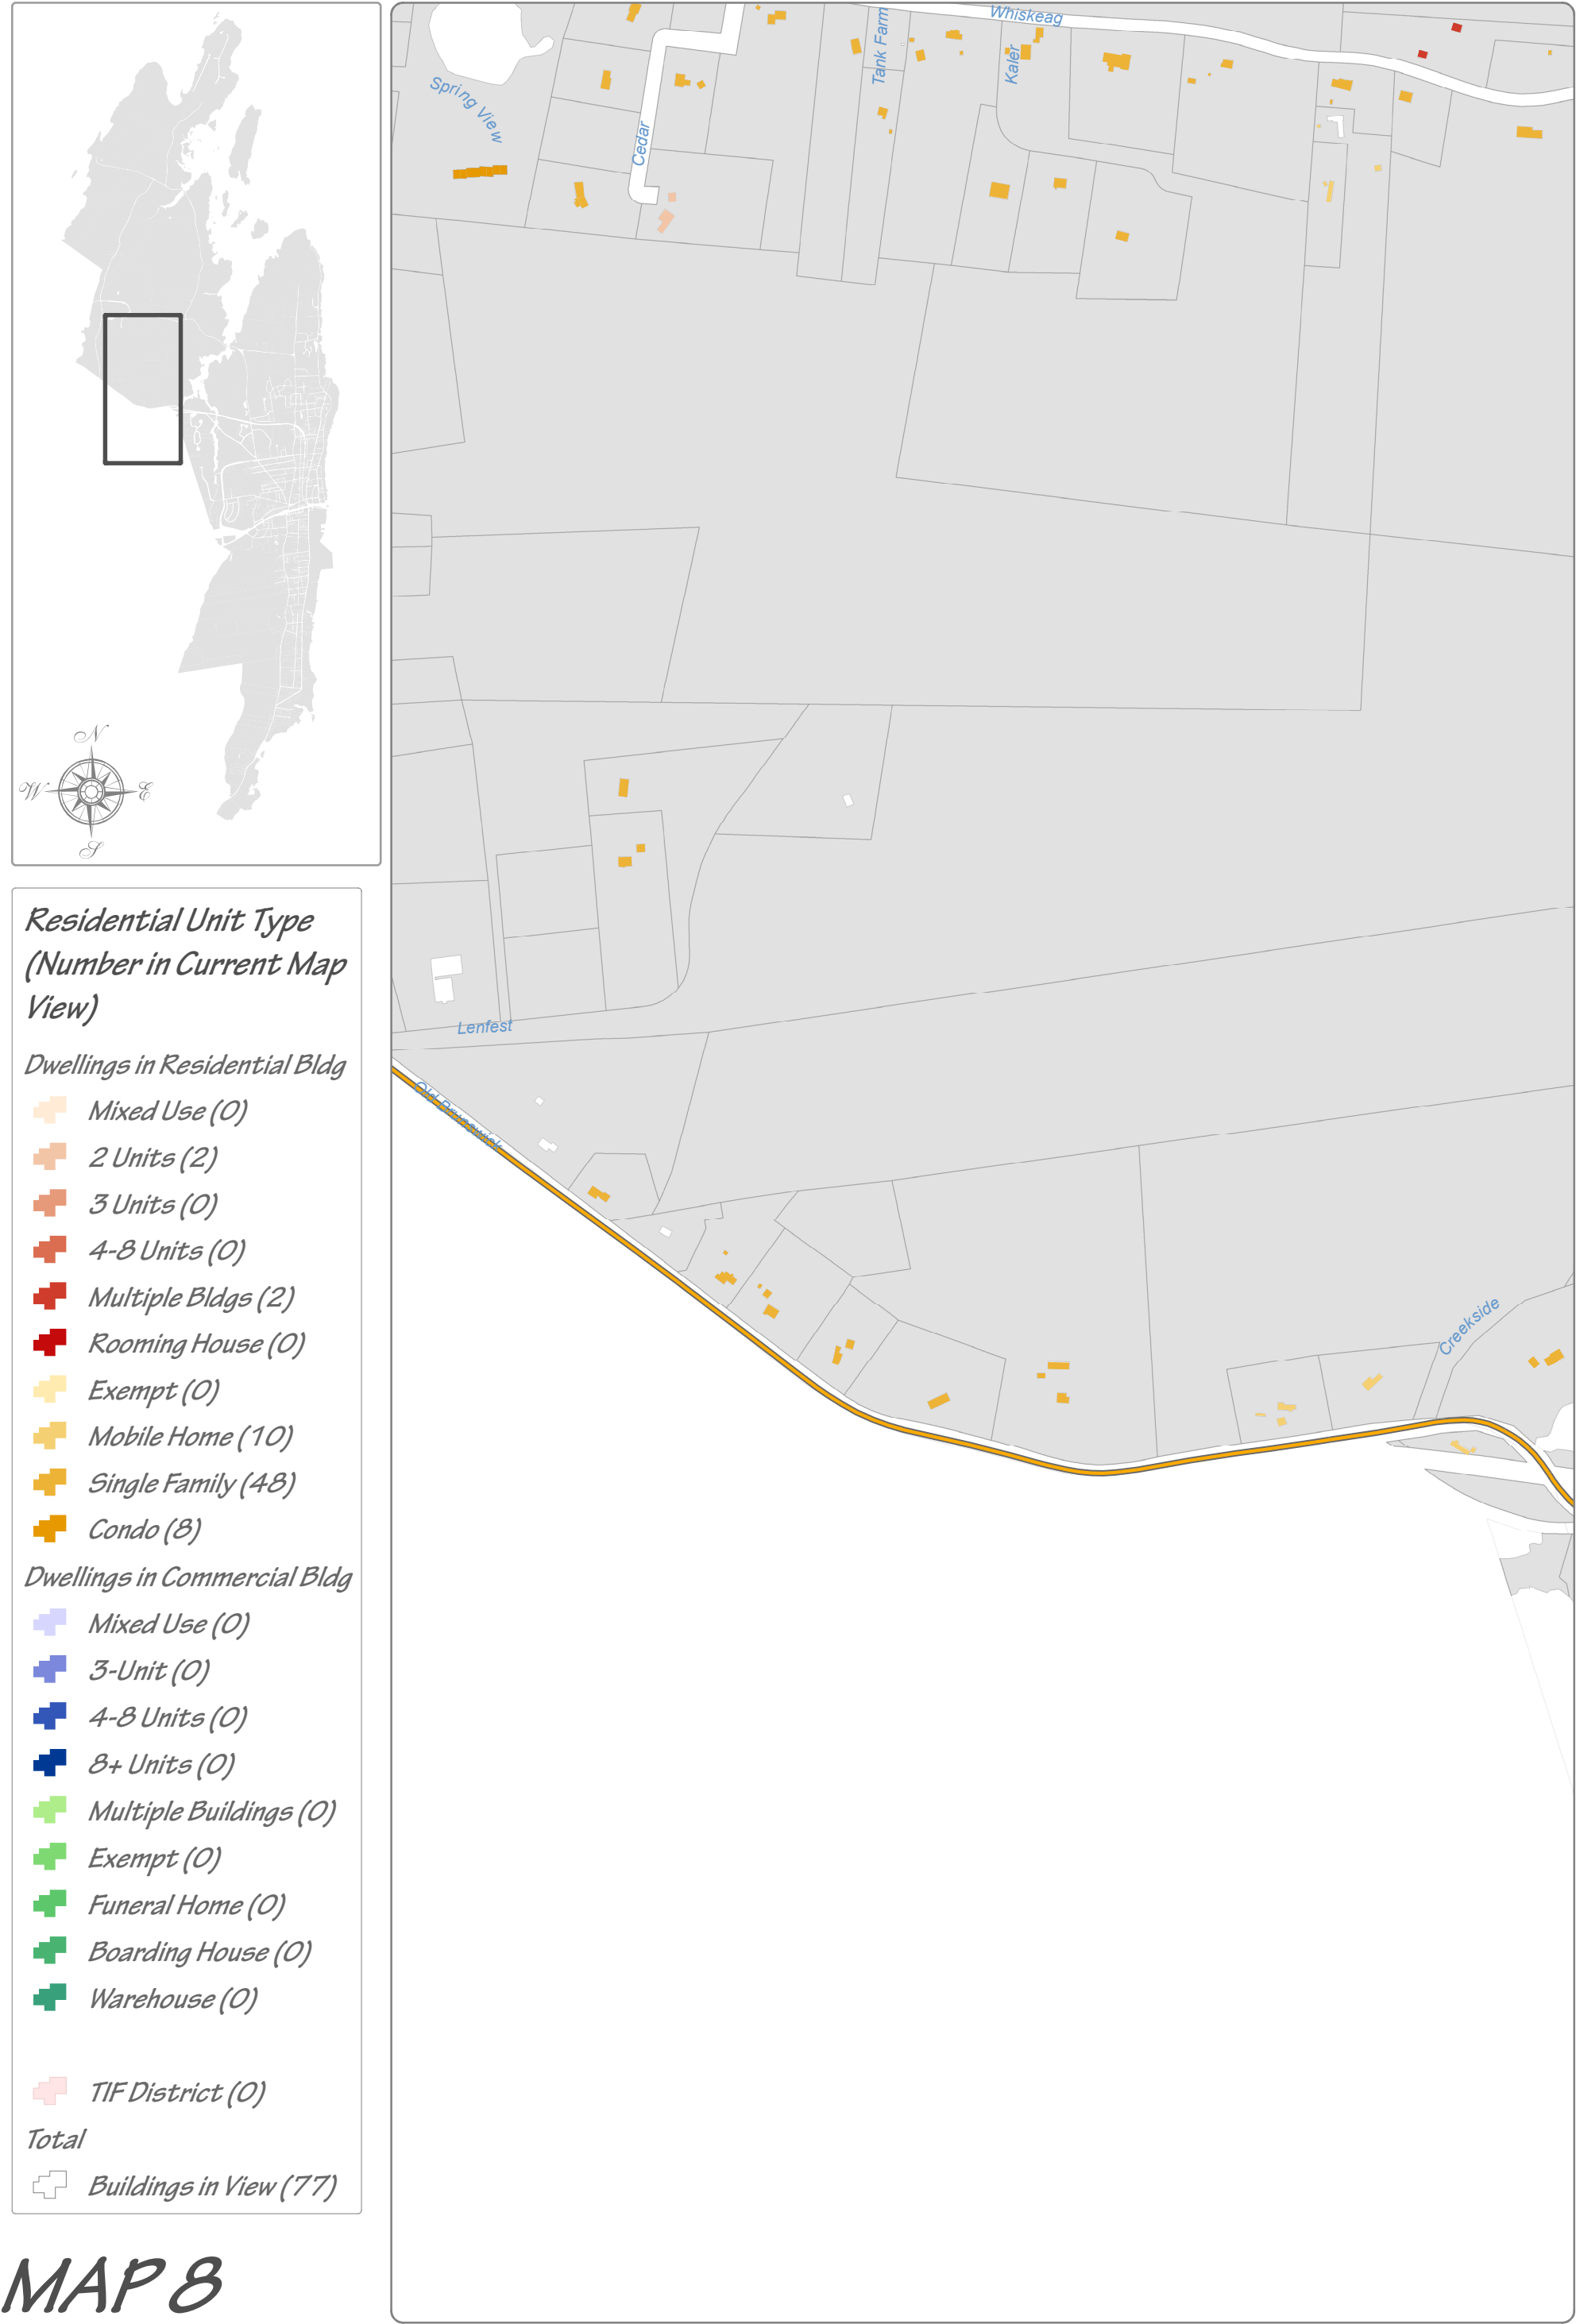 N
W E
S
Residential Unit Type
(Number in Current Map
View)
Dwellings in Residential Bldg
Mixed Use (0)
2 Units (2)
3 Units (0)
4-8 Units (0)
Multiple Bldgs (2)
Rooming House (0)
Exempt (0)
Mobile Home (10)
Single Family (48)
Condo (8)
Dwellings in Commercial Bldg
Mixed Use (0)
3-Unit (0)
4-8 Units (0)
8+ Units (0)
Multiple Buildings (0)
Exempt (0)
Funeral Home (0)
Boarding House (0)
Warehouse (0)
TIF District (0)
Total
Buildings in View (77)
MAP 8
Whiskeag
Tank Farm
Kaler
Spring View
Cedar
Lenfest
Old Brunswick
Creekside